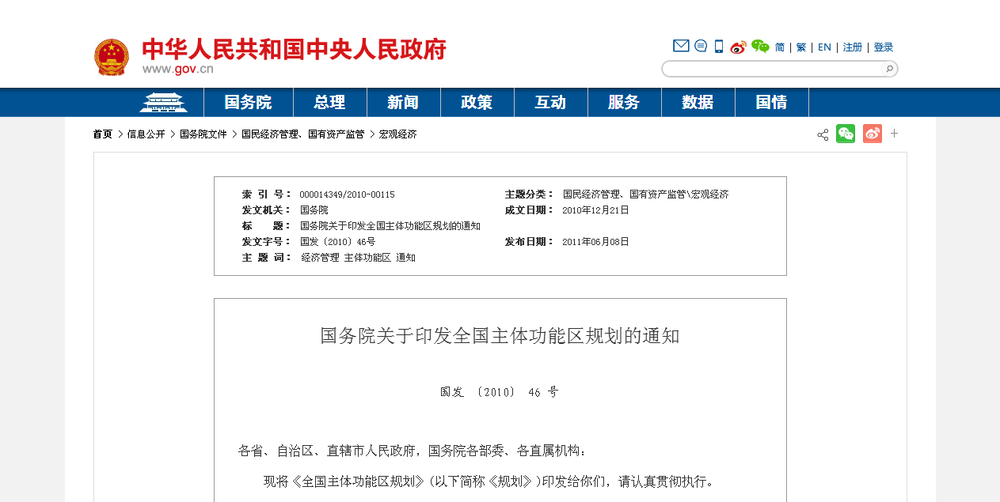 中华人民共和国中央人民政府
www.gov.cn
简 | 繁 | EN | 注册 | 登录
国务院 总理 新闻 政策 互动 服务 数据 国情
首页 > 信息公开 > 国务院文件 > 国民经济管理、国有资产监管 > 宏观经济
索 引 号： 000014349/2010-00115 主题分类： 国民经济管理、国有资产监管\宏观经济
发文机关： 国务院 成文日期： 2010年12月21日
标 题： 国务院关于印发全国主体功能区规划的通知
发文字号： 国发〔2010〕46号 发布日期： 2011年06月08日
主 题 词： 经济管理 主体功能区 通知
国务院关于印发全国主体功能区规划的通知
国发 〔2010〕 46 号
各省、自治区、直辖市人民政府，国务院各部委、各直属机构：
现将《全国主体功能区规划》(以下简称《规划》)印发给你们，请认真贯彻执行。